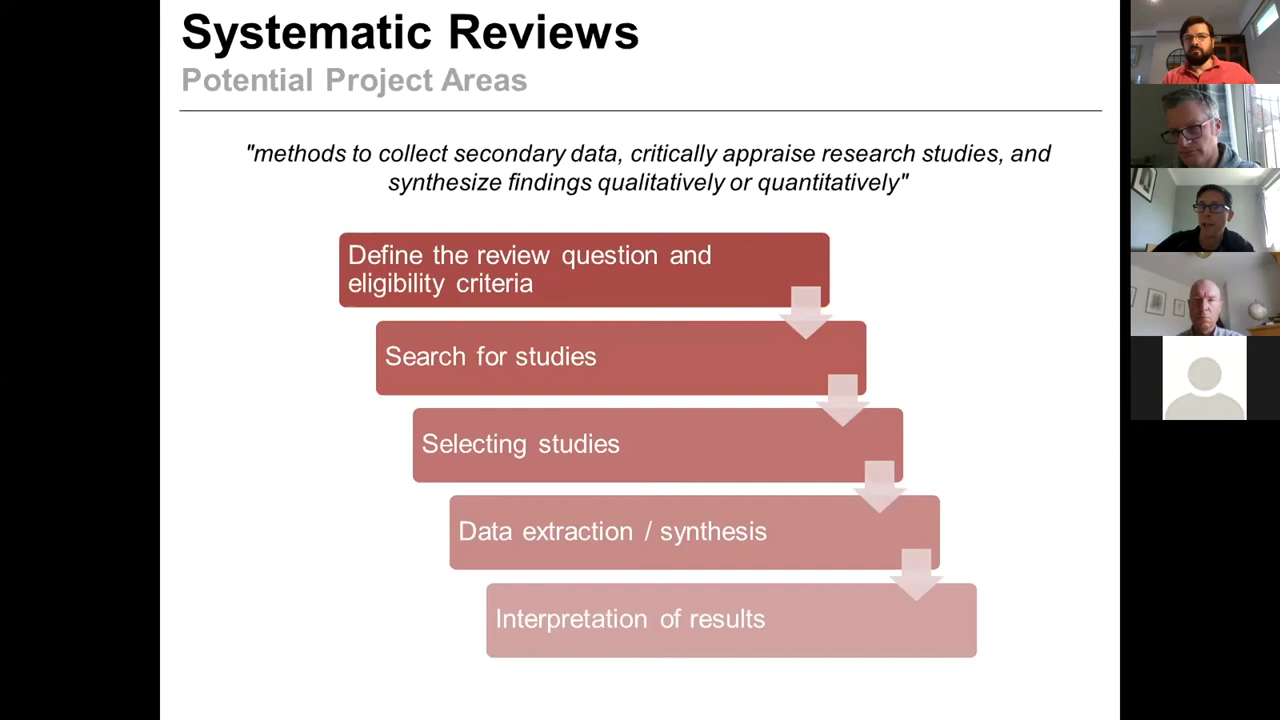 Systematic Reviews
Potential Project Areas
"methods to collect secondary data, critically appraise research studies, and
synthesize findings qualitatively or quantitatively"
Define the review question and
eligibility criteria
Search for studies
Selecting studies
Data extraction / synthesis
Interpretation of results